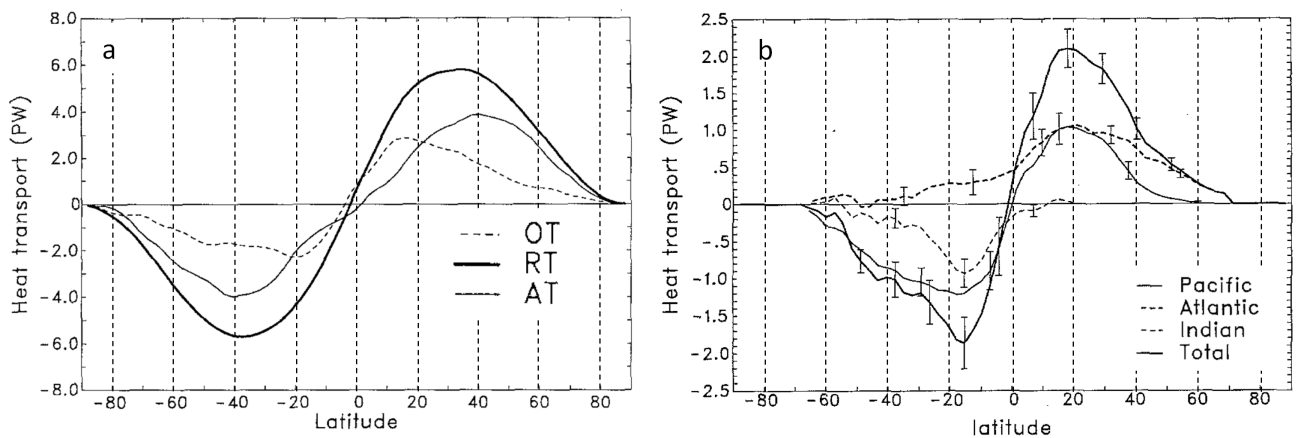 a
Heat transport (PW)
8.0
6.0
4.0
2.0
0
-2.0
-4.0
-6.0
-8.0
-80 -60 -40 -20 0 20 40 60 80
Latitude
OT
RT
AT
b
Heat transport (PW)
2.5
2.0
1.5
1.0
.5
0
-.5
-1.0
-1.5
-2.0
-2.5
-80 -60 -40 -20 0 20 40 60 80
latitude
Pacific
Atlantic
Indian
Total